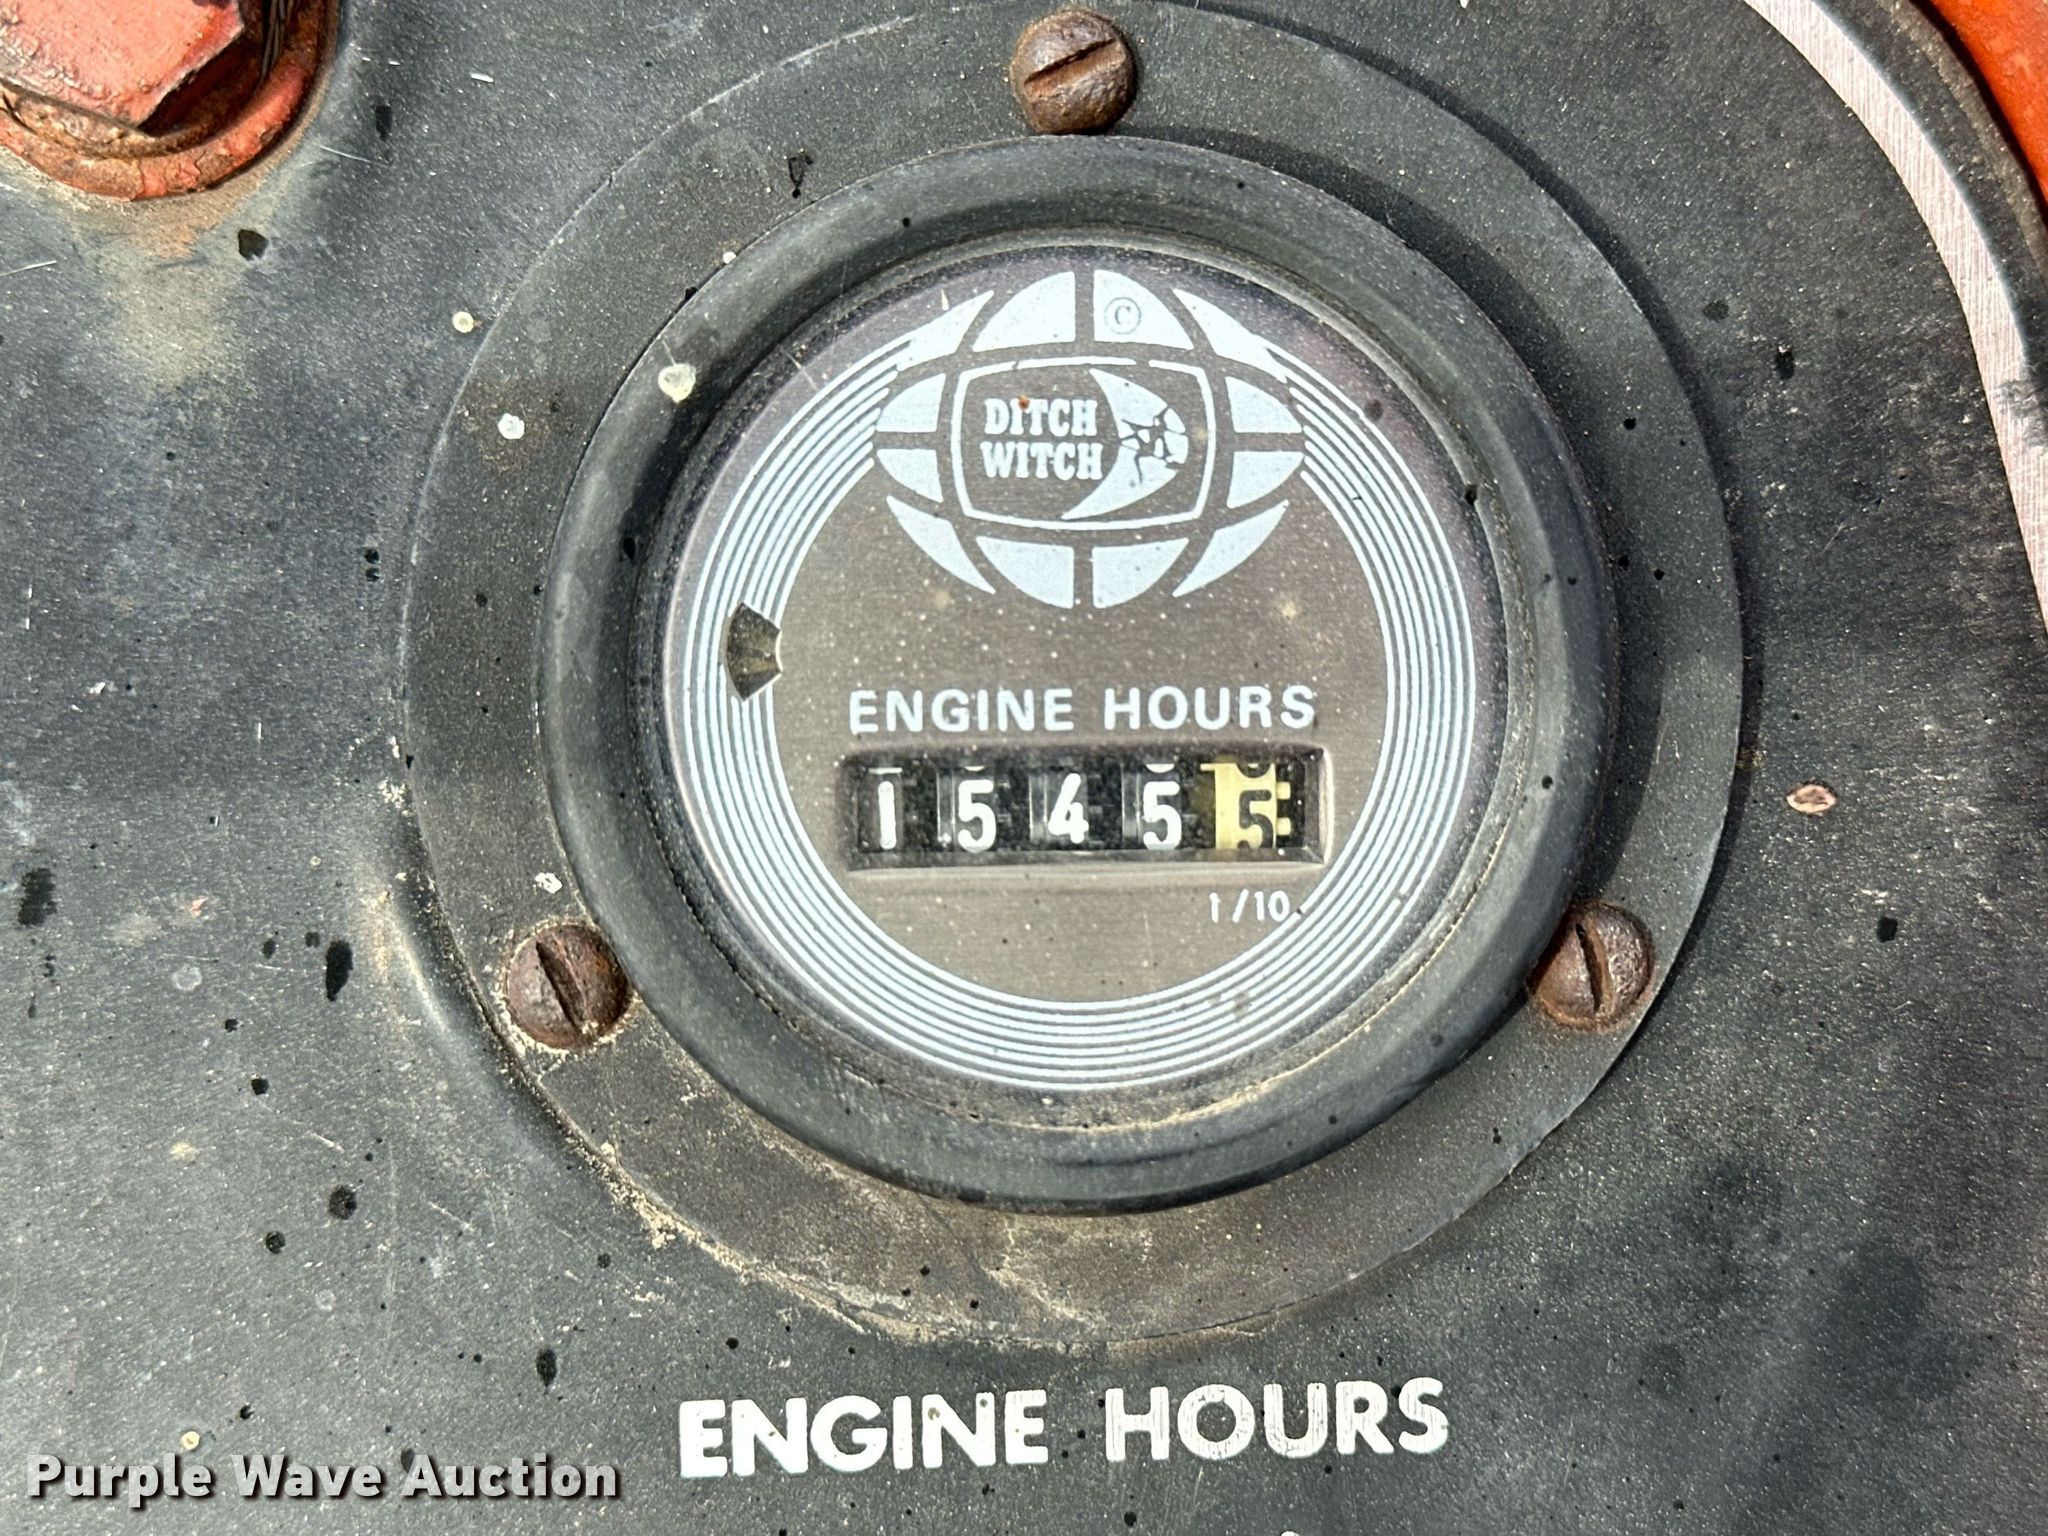 ©
DITCH
WITCH
ENGINE HOURS
1 5 4 5 5
1/10
ENGINE HOURS
Purple Wave Auction